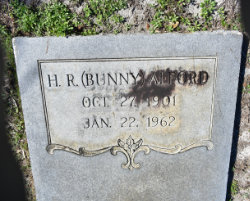 H. R. (BUNNY) ALFORD
OCT. 27, 1901
JAN. 22, 1962